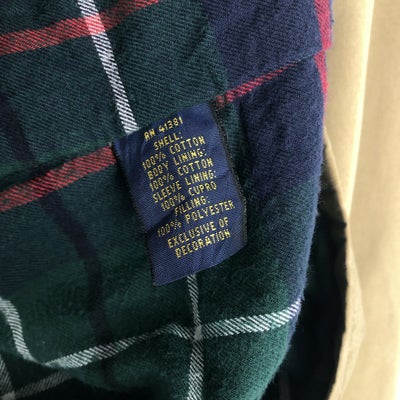 RN 41381
SHELL:
100% COTTON
BODY LINING:
100% COTTON
SLEEVE LINING:
100% CUPRO
FILLING:
100% POLYESTER
EXCLUSIVE OF
DECORATION